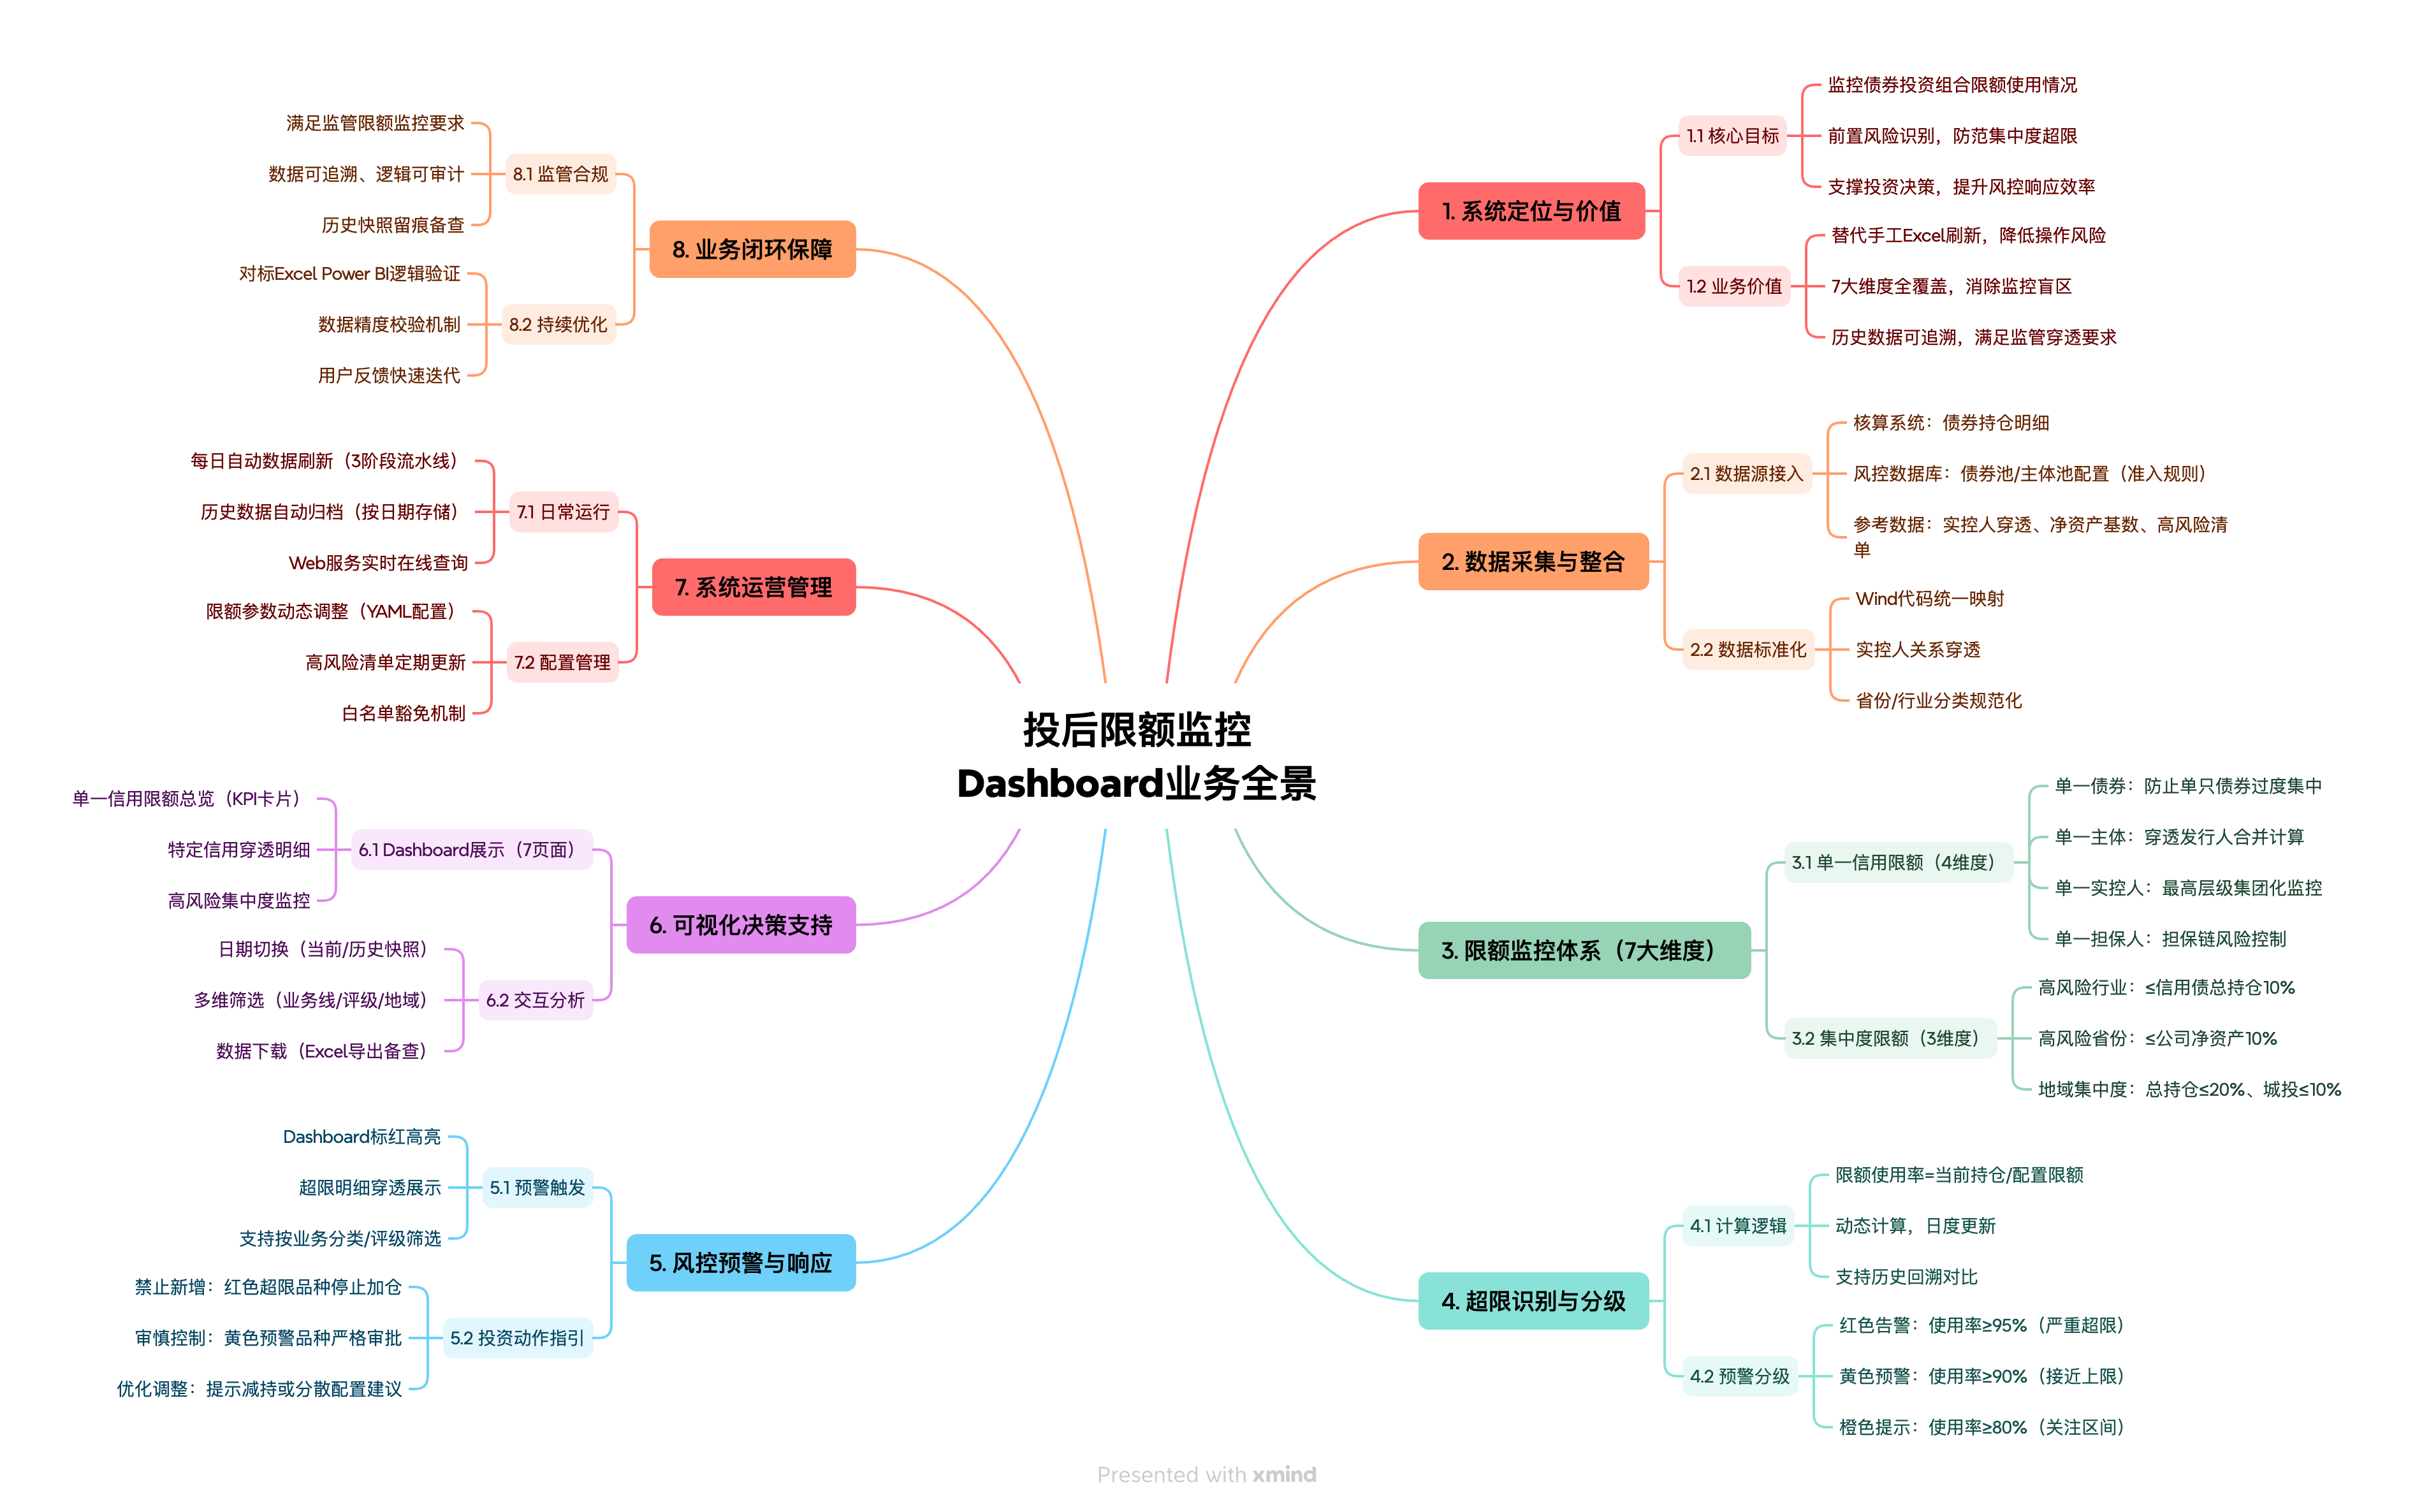 投后限额监控
Dashboard业务全景
1. 系统定位与价值
1.1 核心目标
监控债券投资组合限额使用情况
前置风险识别，防范集中度超限
支撑投资决策，提升风控响应效率
1.2 业务价值
替代手工Excel刷新，降低操作风险
7大维度全覆盖，消除监控盲区
历史数据可追溯，满足监管穿透要求
2. 数据采集与整合
2.1 数据源接入
核算系统：债券持仓明细
风控数据库：债券池/主体池配置（准入规则）
参考数据：实控人穿透、净资产基数、高风险清
单
2.2 数据标准化
Wind代码统一映射
实控人关系穿透
省份/行业分类规范化
3. 限额监控体系（7大维度）
3.1 单一信用限额（4维度）
单一债券：防止单只债券过度集中
单一主体：穿透发行人合并计算
单一实控人：最高层级集团化监控
单一担保人：担保链风险控制
3.2 集中度限额（3维度）
高风险行业：≤信用债总持仓10%
高风险省份：≤公司净资产10%
地域集中度：总持仓≤20%、城投≤10%
4. 超限识别与分级
4.1 计算逻辑
限额使用率=当前持仓/配置限额
动态计算，日度更新
支持历史回溯对比
4.2 预警分级
红色告警：使用率≥95%（严重超限）
黄色预警：使用率≥90%（接近上限）
橙色提示：使用率≥80%（关注区间）
5. 风控预警与响应
5.1 预警触发
Dashboard标红高亮
超限明细穿透展示
支持按业务分类/评级筛选
5.2 投资动作指引
禁止新增：红色超限品种停止加仓
审慎控制：黄色预警品种严格审批
优化调整：提示减持或分散配置建议
6. 可视化决策支持
6.1 Dashboard展示（7页面）
单一信用限额总览（KPI卡片）
特定信用穿透明细
高风险集中度监控
6.2 交互分析
日期切换（当前/历史快照）
多维筛选（业务线/评级/地域）
数据下载（Excel导出备查）
7. 系统运营管理
7.1 日常运行
每日自动数据刷新（3阶段流水线）
历史数据自动归档（按日期存储）
Web服务实时在线查询
7.2 配置管理
限额参数动态调整（YAML配置）
高风险清单定期更新
白名单豁免机制
8. 业务闭环保障
8.1 监管合规
满足监管限额监控要求
数据可追溯、逻辑可审计
历史快照留痕备查
8.2 持续优化
对标Excel Power BI逻辑验证
数据精度校验机制
用户反馈快速迭代
Presented with xmind